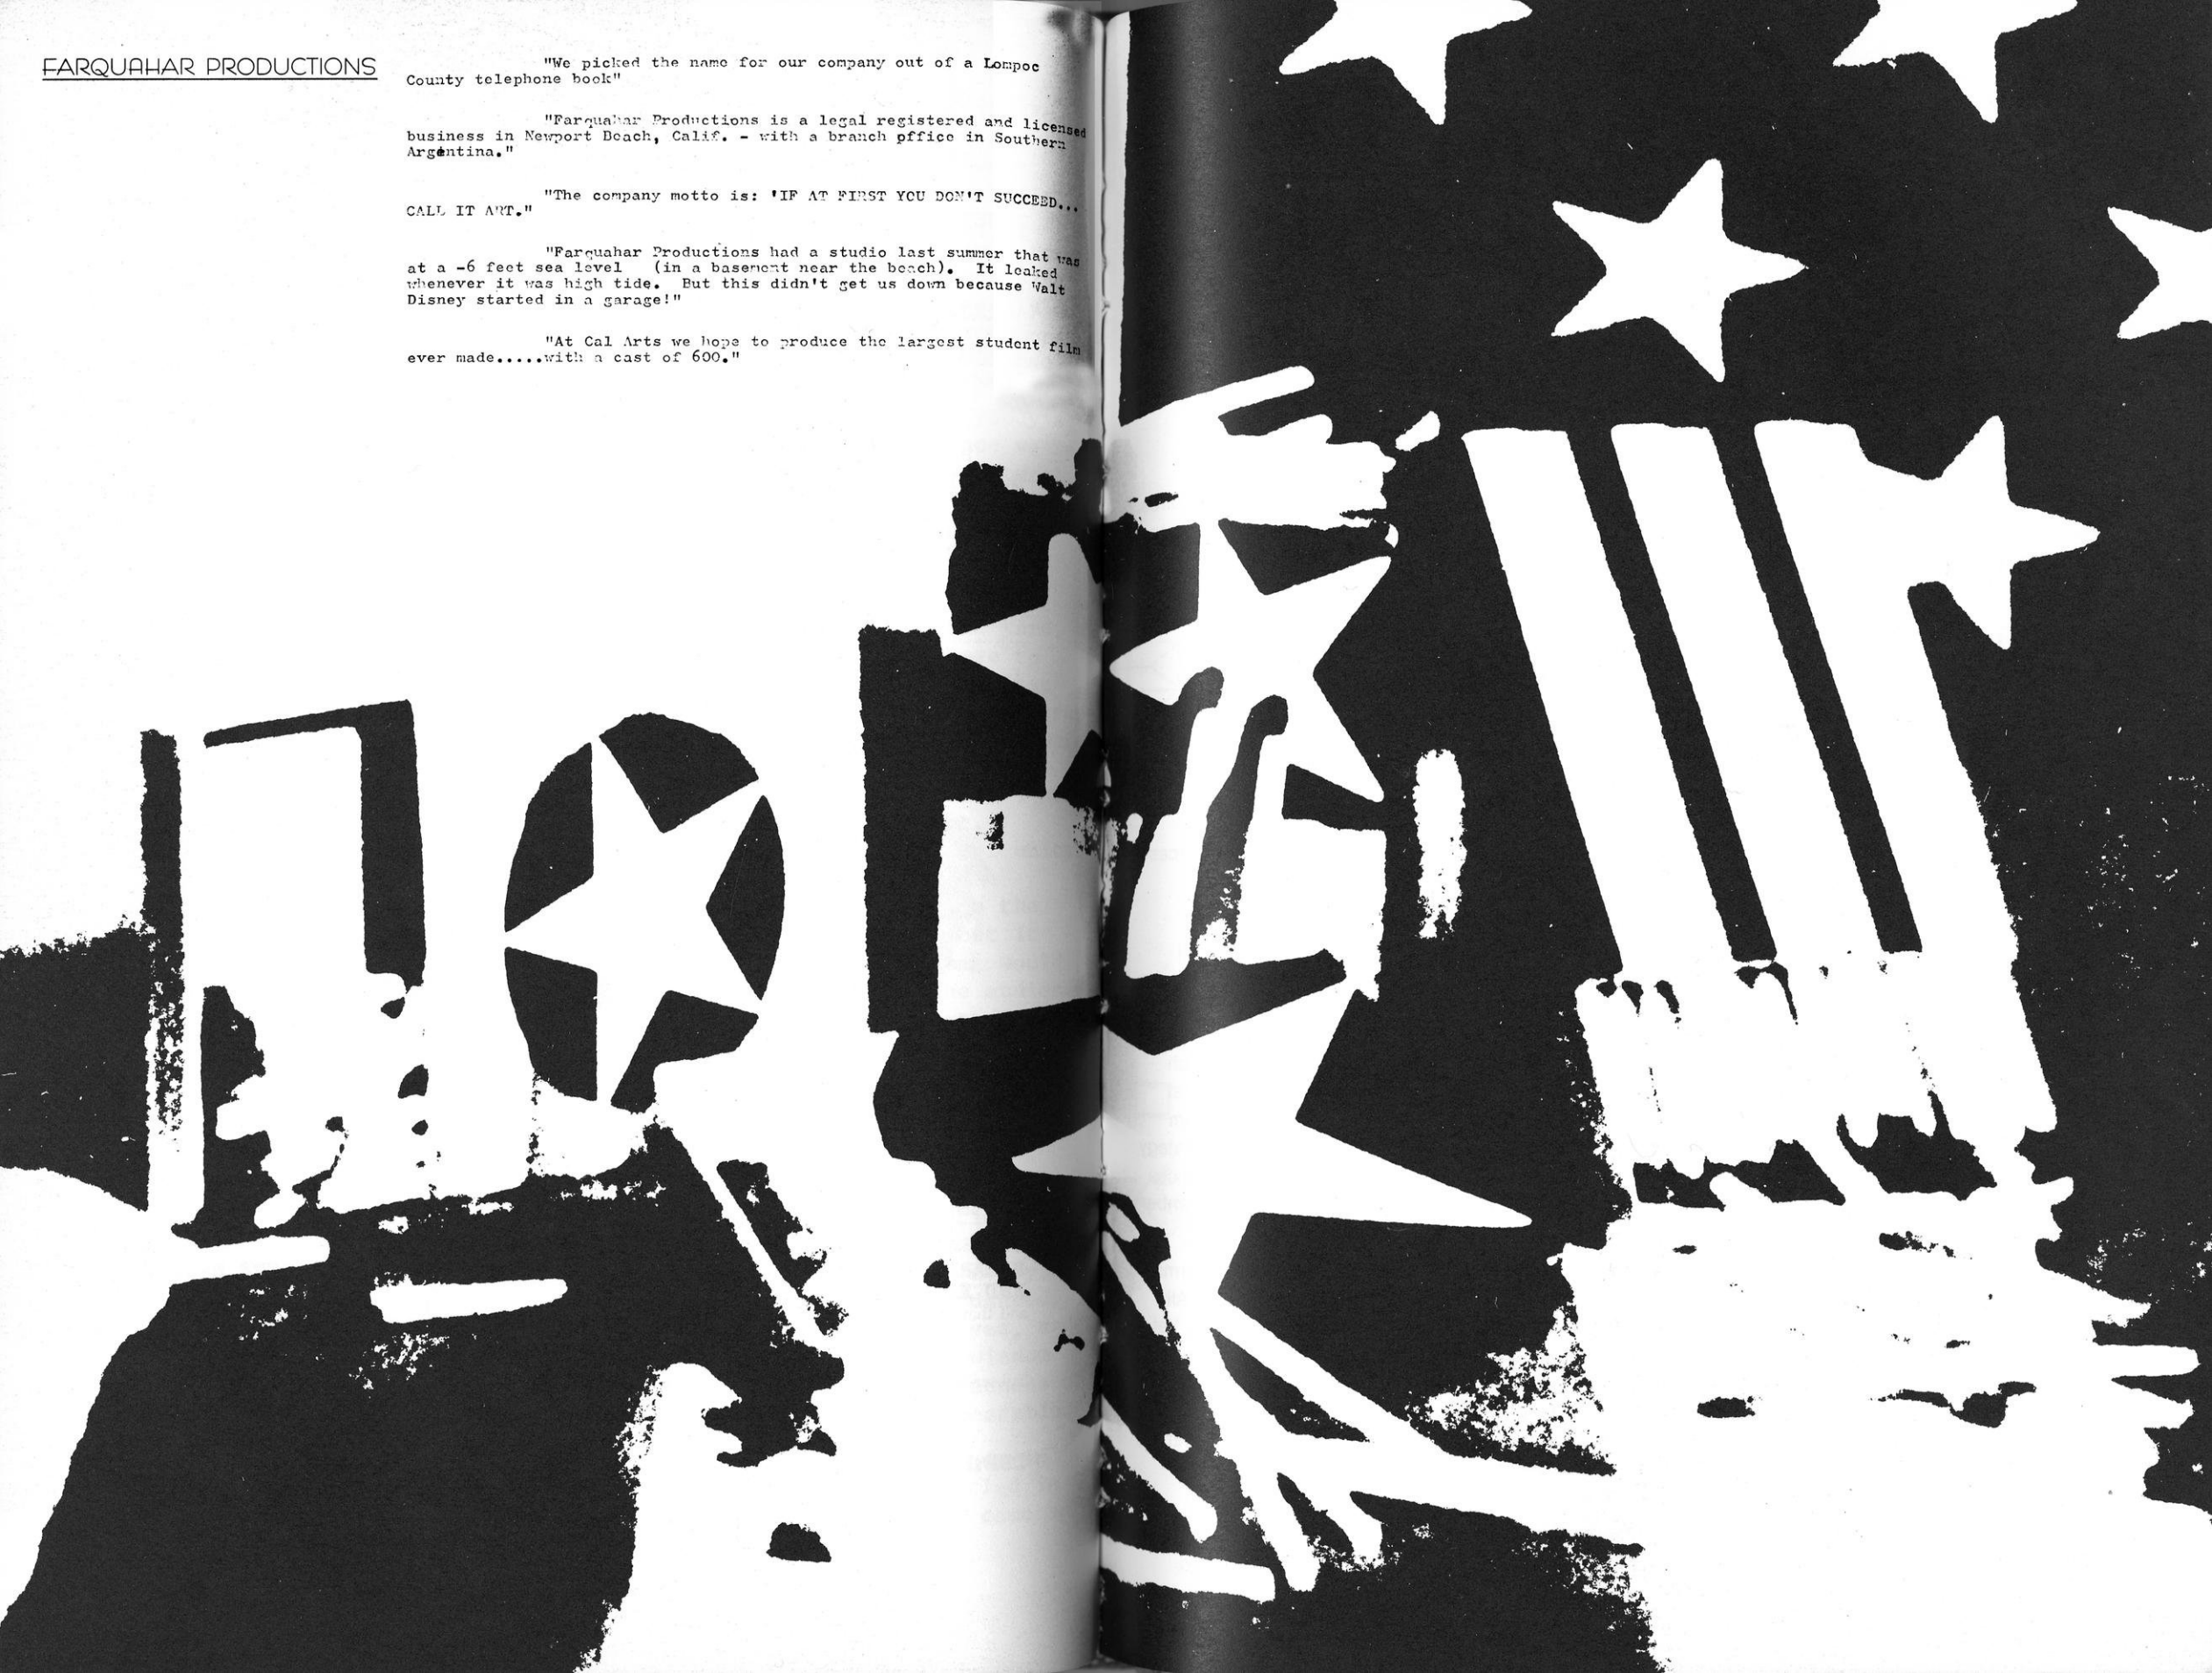 FARQUAHAR PRODUCTIONS
"We picked the name for our company out of a Lompoc
County telephone book"
"Farquahar Productions is a legal registered and licensed
business in Newport Beach, Calif. - with a branch pffice in Southern
Argentina."
"The company motto is: 'IF AT FIRST YOU DON'T SUCCEED...
CALL IT ART."
"Farquahar Productions had a studio last summer that was
at a -6 feet sea level (in a basement near the beach). It leaked
whenever it was high tide. But this didn't get us down because Walt
Disney started in a garage!"
"At Cal Arts we hope to produce the largest student film
ever made.....with a cast of 600."